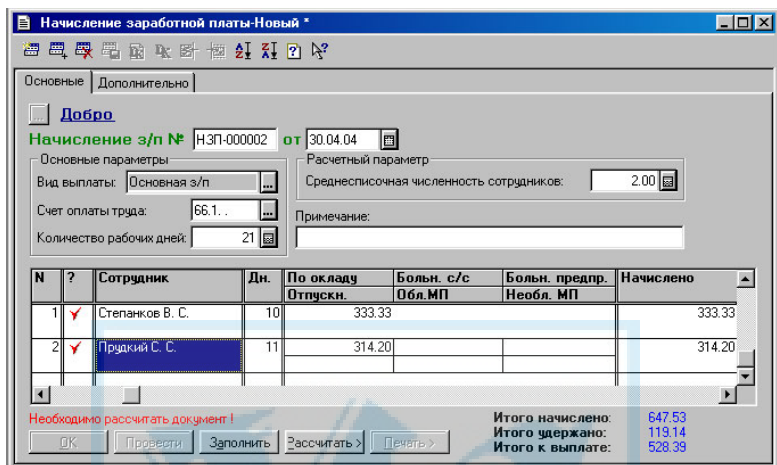 Начисление заработной платы-Новый *
Основные Дополнительно
... Добро
Начисление з/п № НЗП-000002 от 30.04.04
Основные параметры
Вид выплаты: Основная з/п ...
Счет оплаты труда: 66.1. . ...
Количество рабочих дней: 21
Расчетный параметр
Среднесписочная численность сотрудников: 2.00
Примечание:
N ? Сотрудник Дн. По окладу Больн. с/с Больн. предпр. Начислено
Отпускн. Обл.МП Необл. МП
1 Степанков В. С. 10 333.33 333.33
2 Прудкий С. С. 11 314.20 314.20
Необходимо рассчитать документ !
OK Провести Заполнить Рассчитать > Печать >
Итого начислено: 647.53
Итого удержано: 119.14
Итого к выплате: 528.39